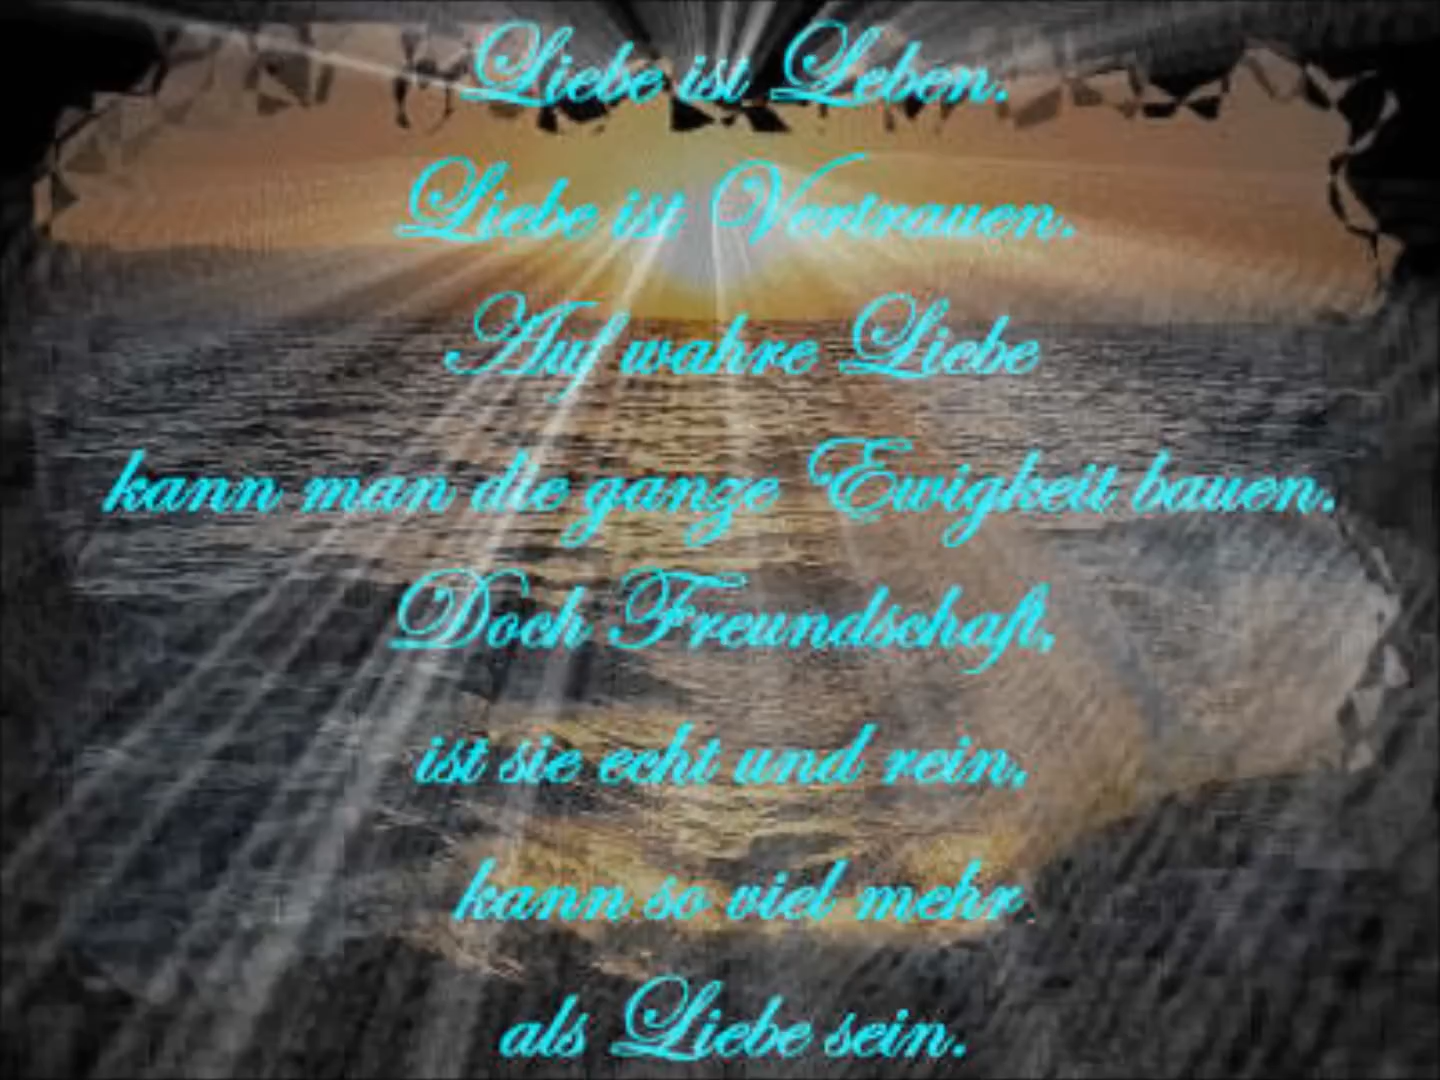 Liebe ist Leben.
Liebe ist Vertrauen.
Auf wahre Liebe
kann man die ganze Ewigkeit bauen.
Doch Freundschaft,
ist sie echt und rein,
kann so viel mehr
als Liebe sein.